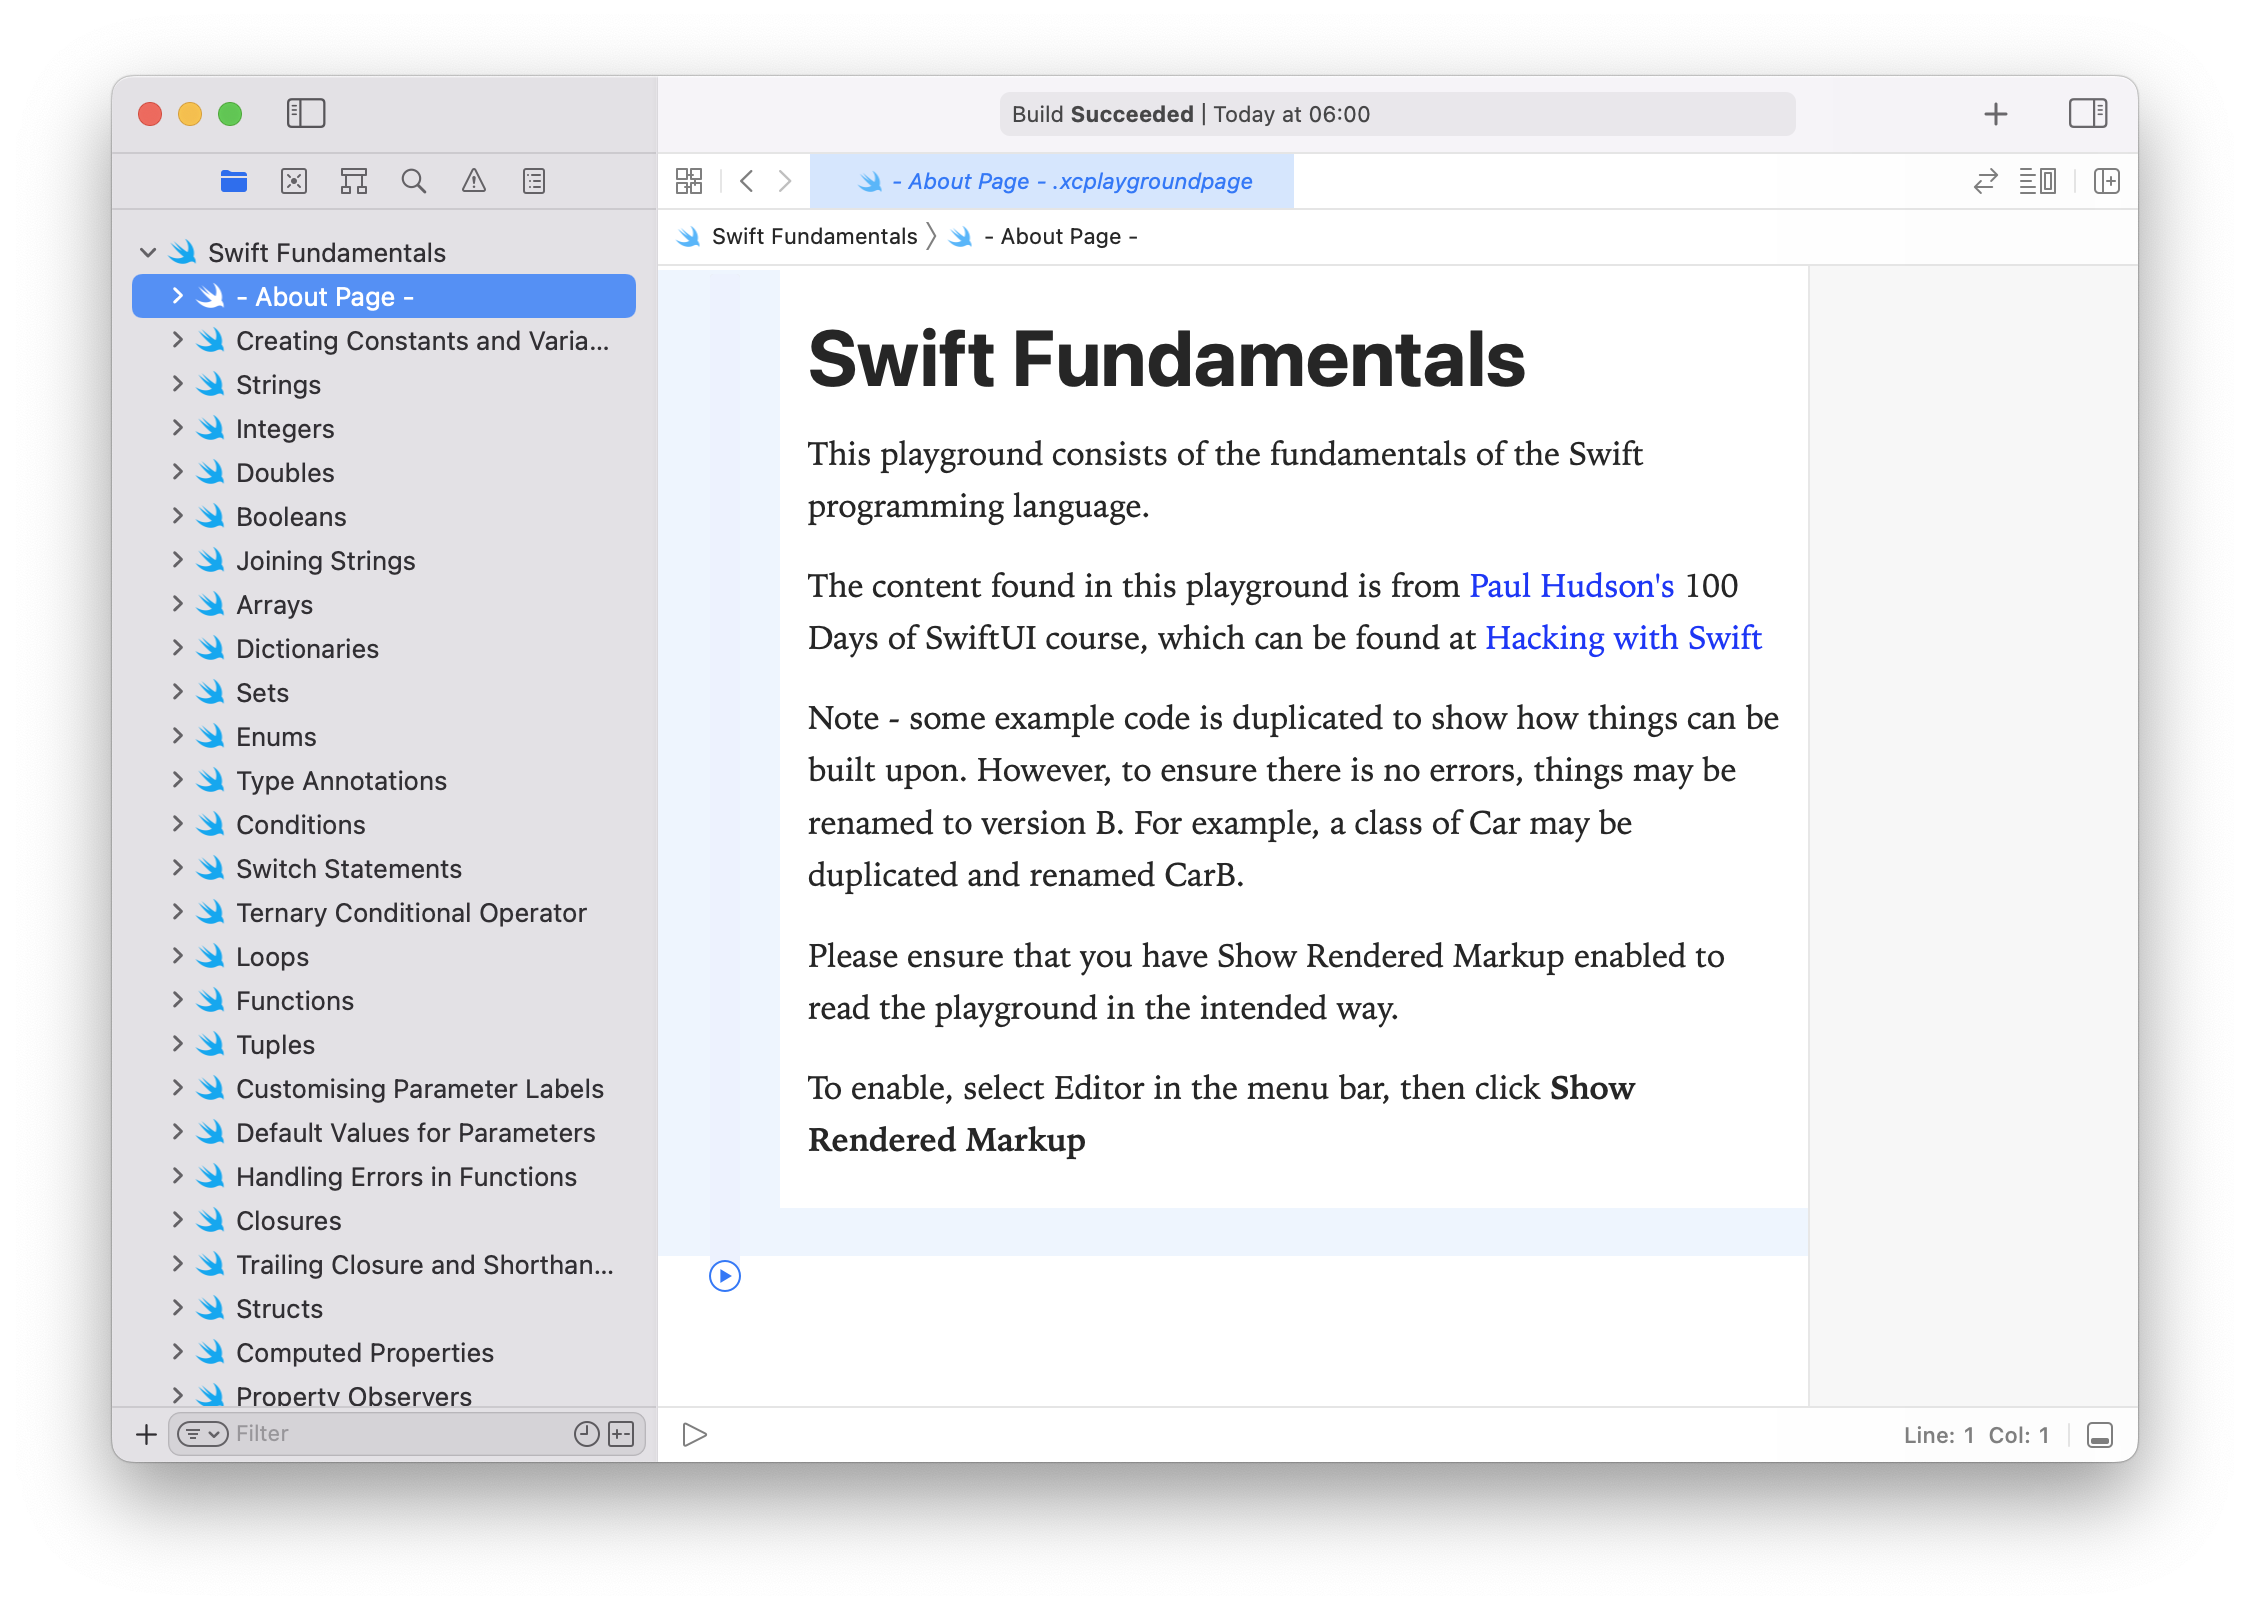 Build Succeeded | Today at 06:00
- About Page - .xcplaygroundpage
Swift Fundamentals
- About Page -
Swift Fundamentals
- About Page -
Creating Constants and Varia...
Strings
Integers
Doubles
Booleans
Joining Strings
Arrays
Dictionaries
Sets
Enums
Type Annotations
Conditions
Switch Statements
Ternary Conditional Operator
Loops
Functions
Tuples
Customising Parameter Labels
Default Values for Parameters
Handling Errors in Functions
Closures
Trailing Closure and Shorthan...
Structs
Computed Properties
Property Observers
Filter
Swift Fundamentals
This playground consists of the fundamentals of the Swift
programming language.
The content found in this playground is from Paul Hudson's 100
Days of SwiftUI course, which can be found at Hacking with Swift
Note - some example code is duplicated to show how things can be
built upon. However, to ensure there is no errors, things may be
renamed to version B. For example, a class of Car may be
duplicated and renamed CarB.
Please ensure that you have Show Rendered Markup enabled to
read the playground in the intended way.
To enable, select Editor in the menu bar, then click Show
Rendered Markup
Line: 1 Col: 1